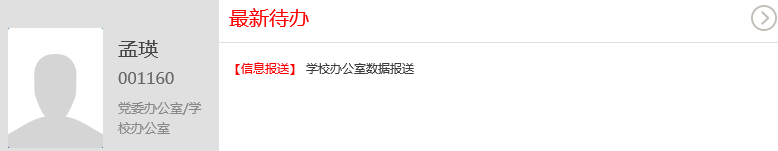 孟瑛
001160
党委办公室/学
校办公室
最新待办
【信息报送】 学校办公室数据报送